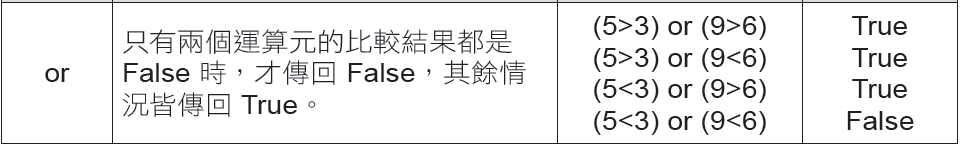 or
只有兩個運算元的比較結果都是
False 時，才傳回 False，其餘情
況皆傳回 True。
(5>3) or (9>6) True
(5>3) or (9<6) True
(5<3) or (9>6) True
(5<3) or (9<6) False